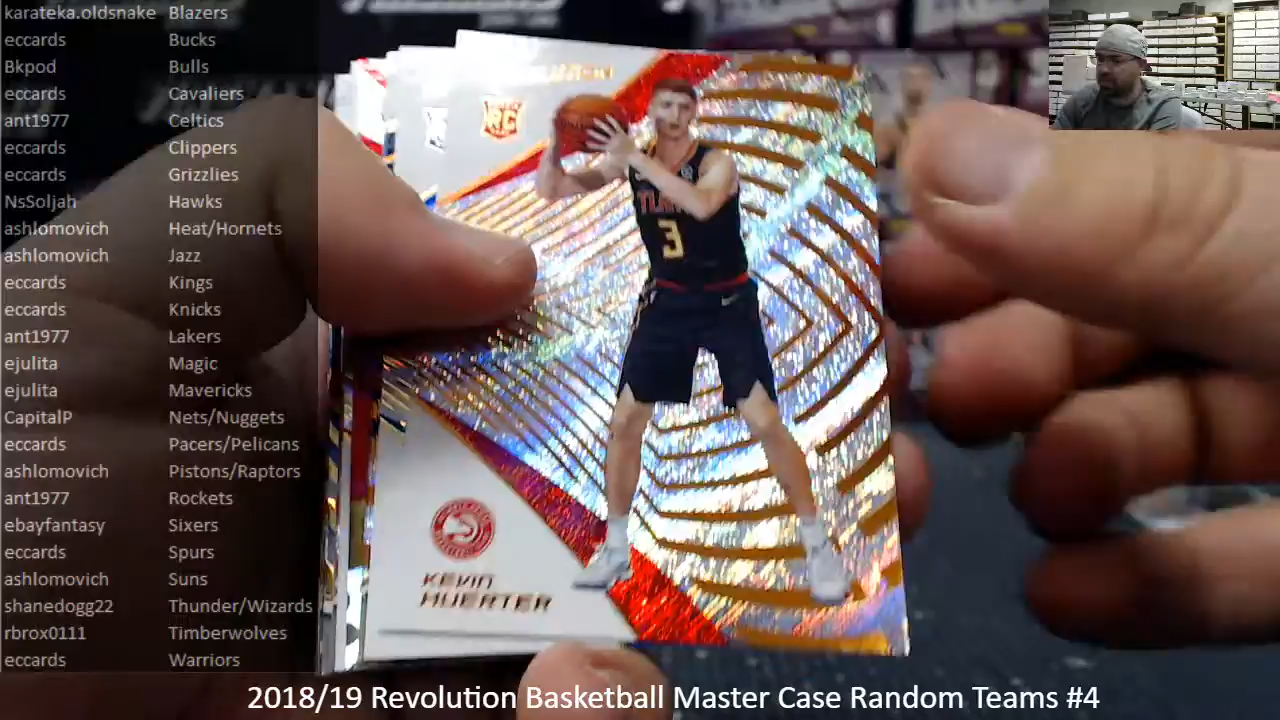 karateka.oldsnake Blazers
eccards Bucks
Bkpod Bulls
eccards Cavaliers
ant1977 Celtics
eccards Clippers
eccards Grizzlies
NsSoljah Hawks
ashlomovich Heat/Hornets
ashlomovich Jazz
eccards Kings
eccards Knicks
ant1977 Lakers
ejulita Magic
ejulita Mavericks
CapitalP Nets/Nuggets
eccards Pacers/Pelicans
ashlomovich Pistons/Raptors
ant1977 Rockets
ebayfantasy Sixers
eccards Spurs
ashlomovich Suns
shanedogg22 Thunder/Wizards
rbrox0111 Timberwolves
eccards Warriors
RC
3
KEVIN
HUERTER
2018/19 Revolution Basketball Master Case Random Teams #4